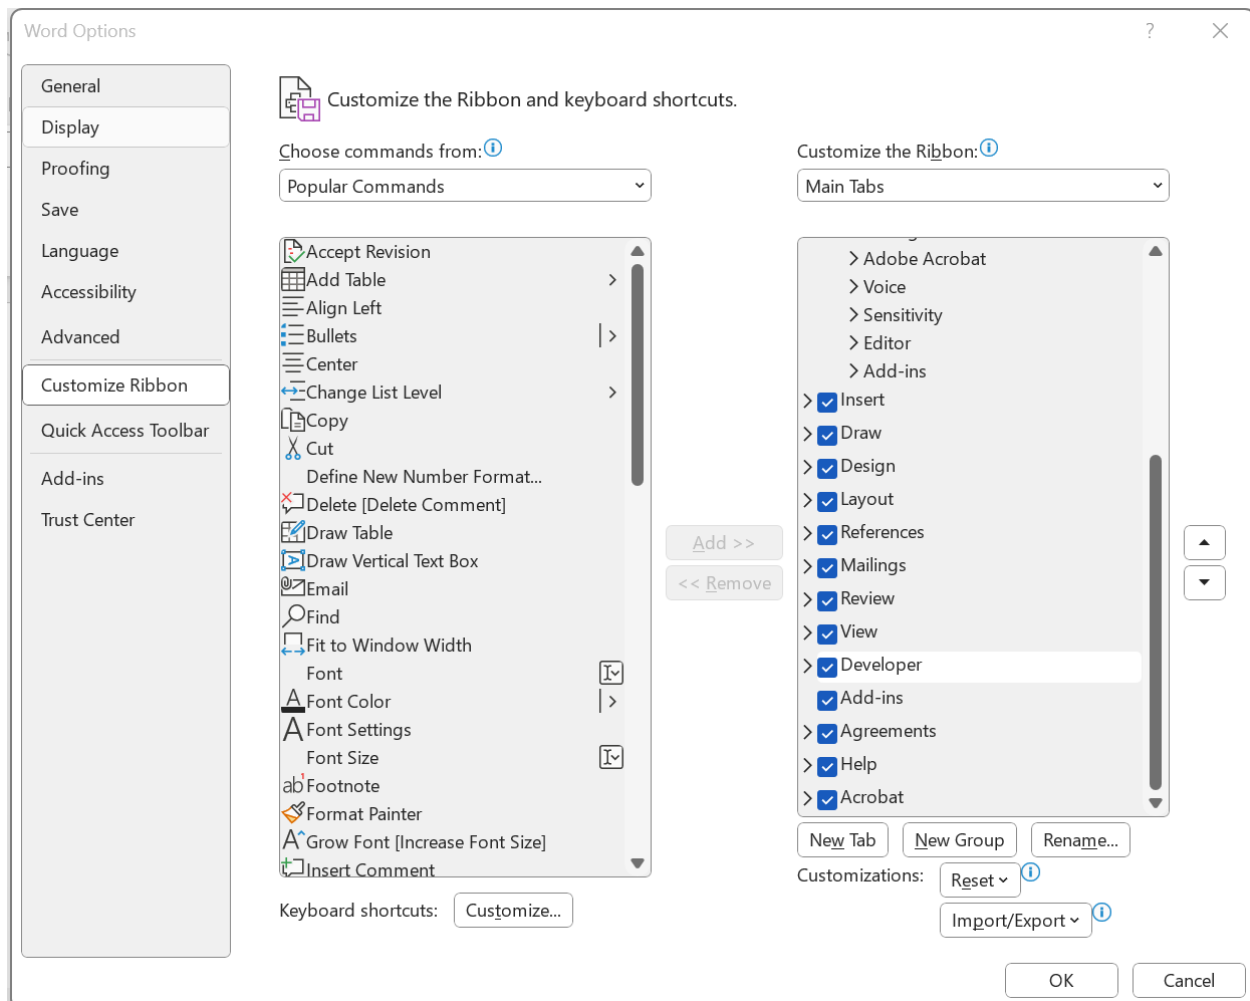 Word Options
General
Display
Proofing
Save
Language
Accessibility
Advanced
Customize Ribbon
Quick Access Toolbar
Add-ins
Trust Center
Customize the Ribbon and keyboard shortcuts.
Choose commands from:
Popular Commands
Accept Revision
Add Table
Align Left
Bullets
Center
Change List Level
Copy
Cut
Define New Number Format...
Delete [Delete Comment]
Draw Table
Draw Vertical Text Box
Email
Find
Fit to Window Width
Font
Font Color
Font Settings
Font Size
Footnote
Format Painter
Grow Font [Increase Font Size]
Insert Comment
Keyboard shortcuts: Customize...
Add >>
<< Remove
Customize the Ribbon:
Main Tabs
Adobe Acrobat
Voice
Sensitivity
Editor
Add-ins
Insert
Draw
Design
Layout
References
Mailings
Review
View
Developer
Add-ins
Agreements
Help
Acrobat
New Tab New Group Rename...
Customizations: Reset
Import/Export
OK Cancel